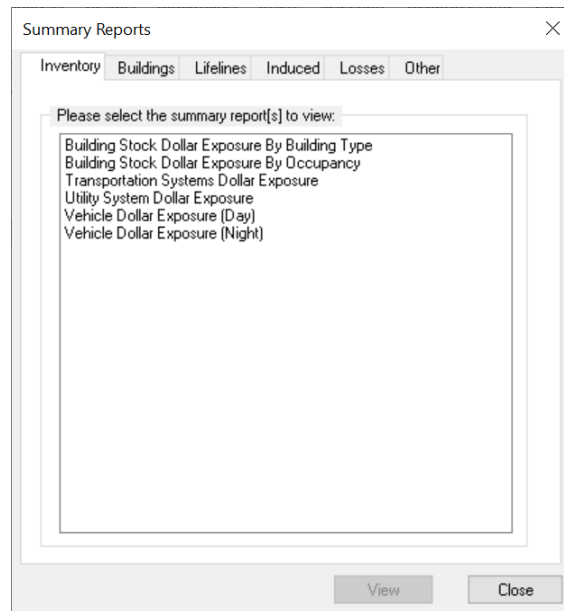 Summary Reports
Inventory Buildings Lifelines Induced Losses Other
Please select the summary report[s] to view:
Building Stock Dollar Exposure By Building Type
Building Stock Dollar Exposure By Occupancy
Transportation Systems Dollar Exposure
Utility System Dollar Exposure
Vehicle Dollar Exposure (Day)
Vehicle Dollar Exposure (Night)
View Close